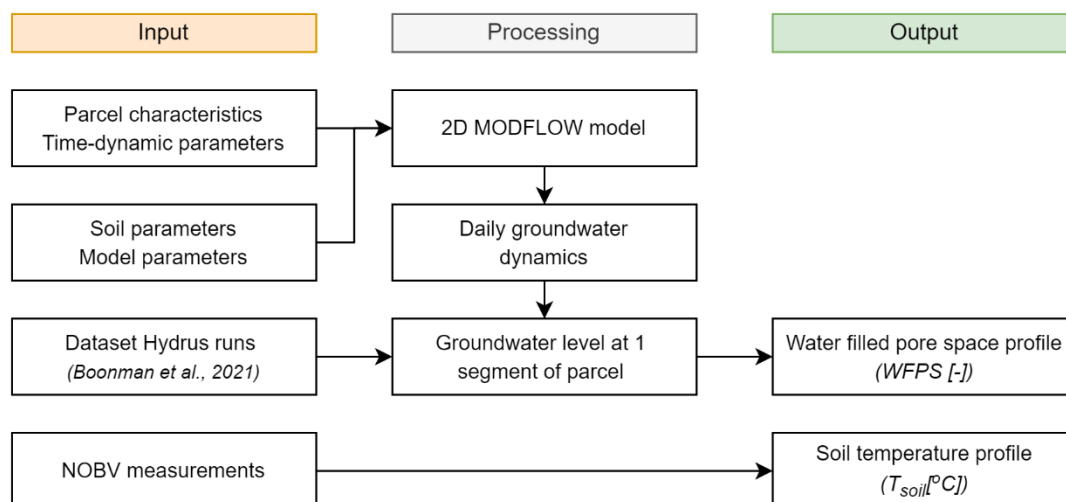 Input
Processing
Output
Parcel characteristics
Time-dynamic parameters
2D MODFLOW model
Soil parameters
Model parameters
Daily groundwater
dynamics
Dataset Hydrus runs
(Boonman et al., 2021)
Groundwater level at 1
segment of parcel
Water filled pore space profile
(WFPS [-])
NOBV measurements
Soil temperature profile
(T_soil[°C])